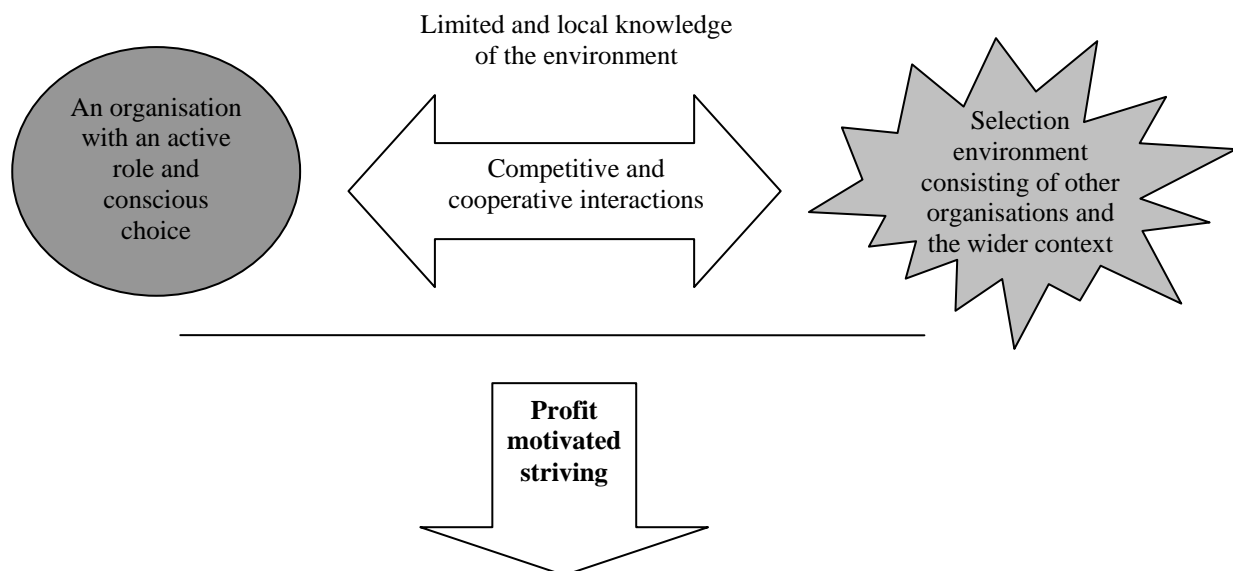 Limited and local knowledge
of the environment
An organisation
with an active
role and
conscious
choice
Competitive and
cooperative interactions
Selection
environment
consisting of other
organisations and
the wider context
Profit
motivated
striving